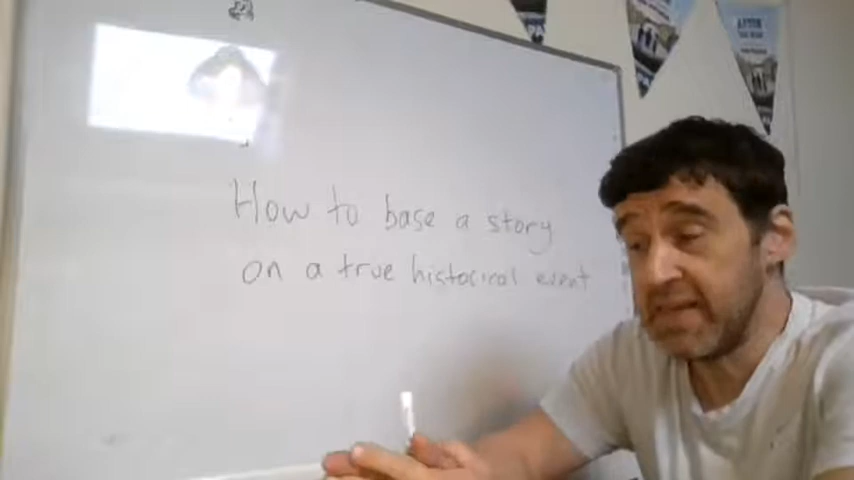 How to base a story
on a true historical event